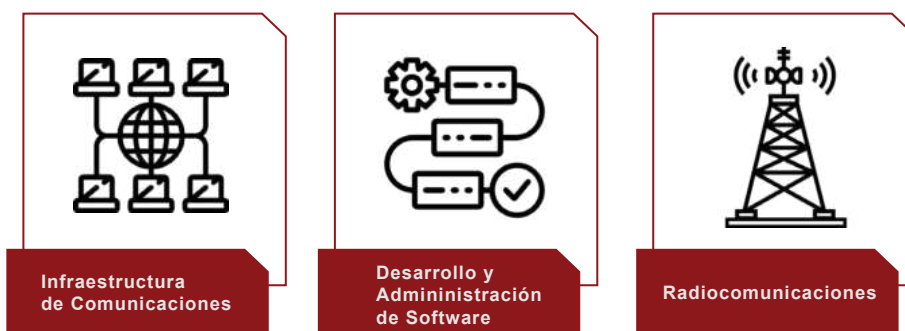 Infraestructura
de Comunicaciones
Desarrollo y
Admininistración
de Software
Radiocomunicaciones